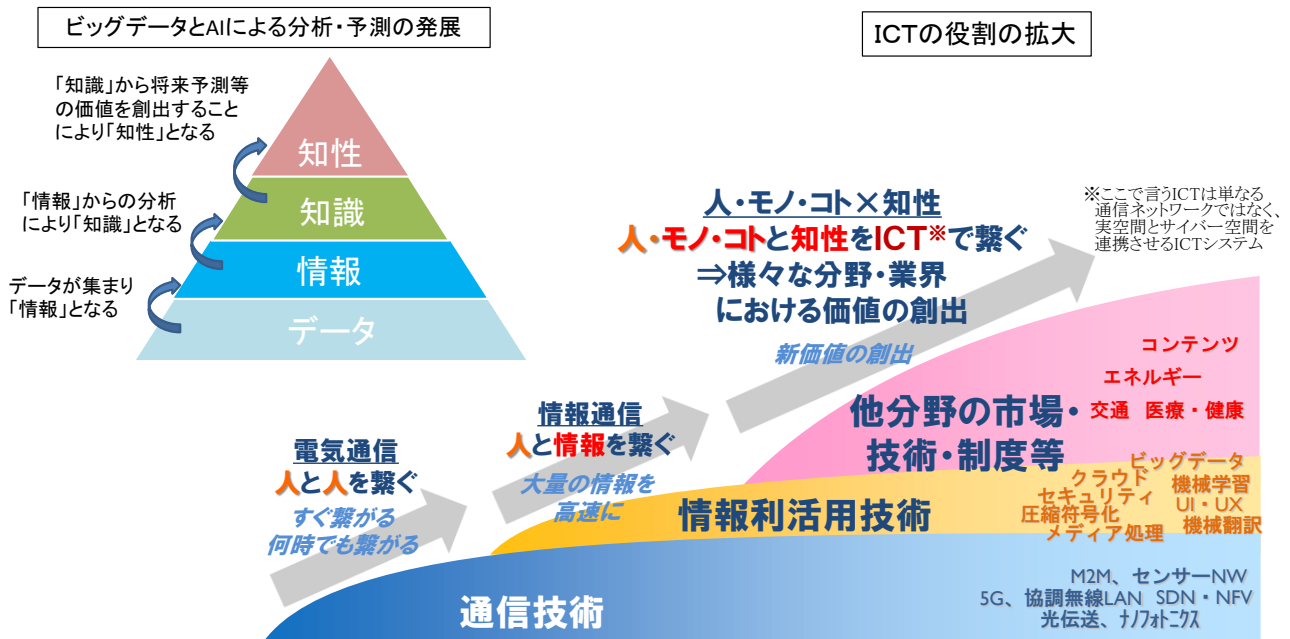 ビッグデータとAIによる分析・予測の発展
「知識」から将来予測等
の価値を創出すること
により「知性」となる
「情報」からの分析
により「知識」となる
データが集まり
「情報」となる
知性
知識
情報
データ
ICTの役割の拡大
人・モノ・コト×知性
人・モノ・コトと知性をICT※で繋ぐ
⇒様々な分野・業界
における価値の創出
新価値の創出
※ここで言うICTは単なる
通信ネットワークではなく、
実空間とサイバー空間を
連携させるICTシステム
情報通信
人と情報を繋ぐ
大量の情報を
高速に
電気通信
人と人を繋ぐ
すぐ繋がる
何時でも繋がる
他分野の市場・
技術・制度等
コンテンツ
エネルギー
交通 医療・健康
情報利活用技術
ビッグデータ
クラウド
機械学習
セキュリティ
UI・UX
圧縮符号化
機械翻訳
メディア処理
通信技術
M2M、センサーNW
5G、協調無線LAN SDN・NFV
光伝送、ナノフォトニクス